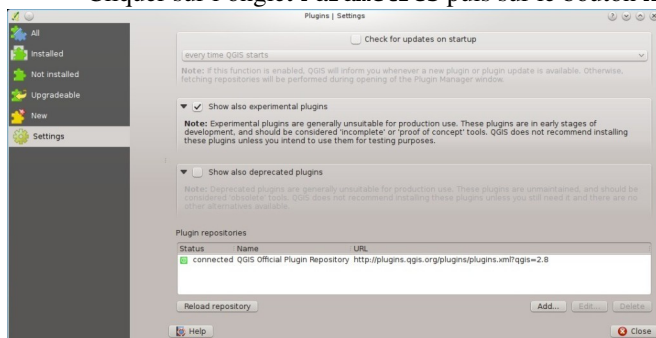 Cliquer sur l'onglet Paramètres puis sur le bouton
Plugins | Settings
All
Installed
Not installed
Upgradeable
New
Settings
Check for updates on startup
every time QGIS starts
Note: If this function is enabled, QGIS will inform you whenever a new plugin or plugin update is available. Otherwise,
fetching repositories will be performed during opening of the Plugin Manager window.
Show also experimental plugins
Note: Experimental plugins are generally unsuitable for production use. These plugins are in early stages of
development, and should be considered 'incomplete' or 'proof of concept' tools. QGIS does not recommend installing
these plugins unless you intend to use them for testing purposes.
Show also deprecated plugins
Note: Deprecated plugins are generally unsuitable for production use. These plugins are unmaintained, and should be
considered 'obsolete' tools. QGIS does not recommend installing these plugins unless you still need it and there are no
other alternatives available.
Plugin repositories
Status Name URL
connected QGIS Official Plugin Repository http://plugins.qgis.org/plugins/plugins.xml?qgis=2.8
Reload repository Add... Edit... Delete
Help Close